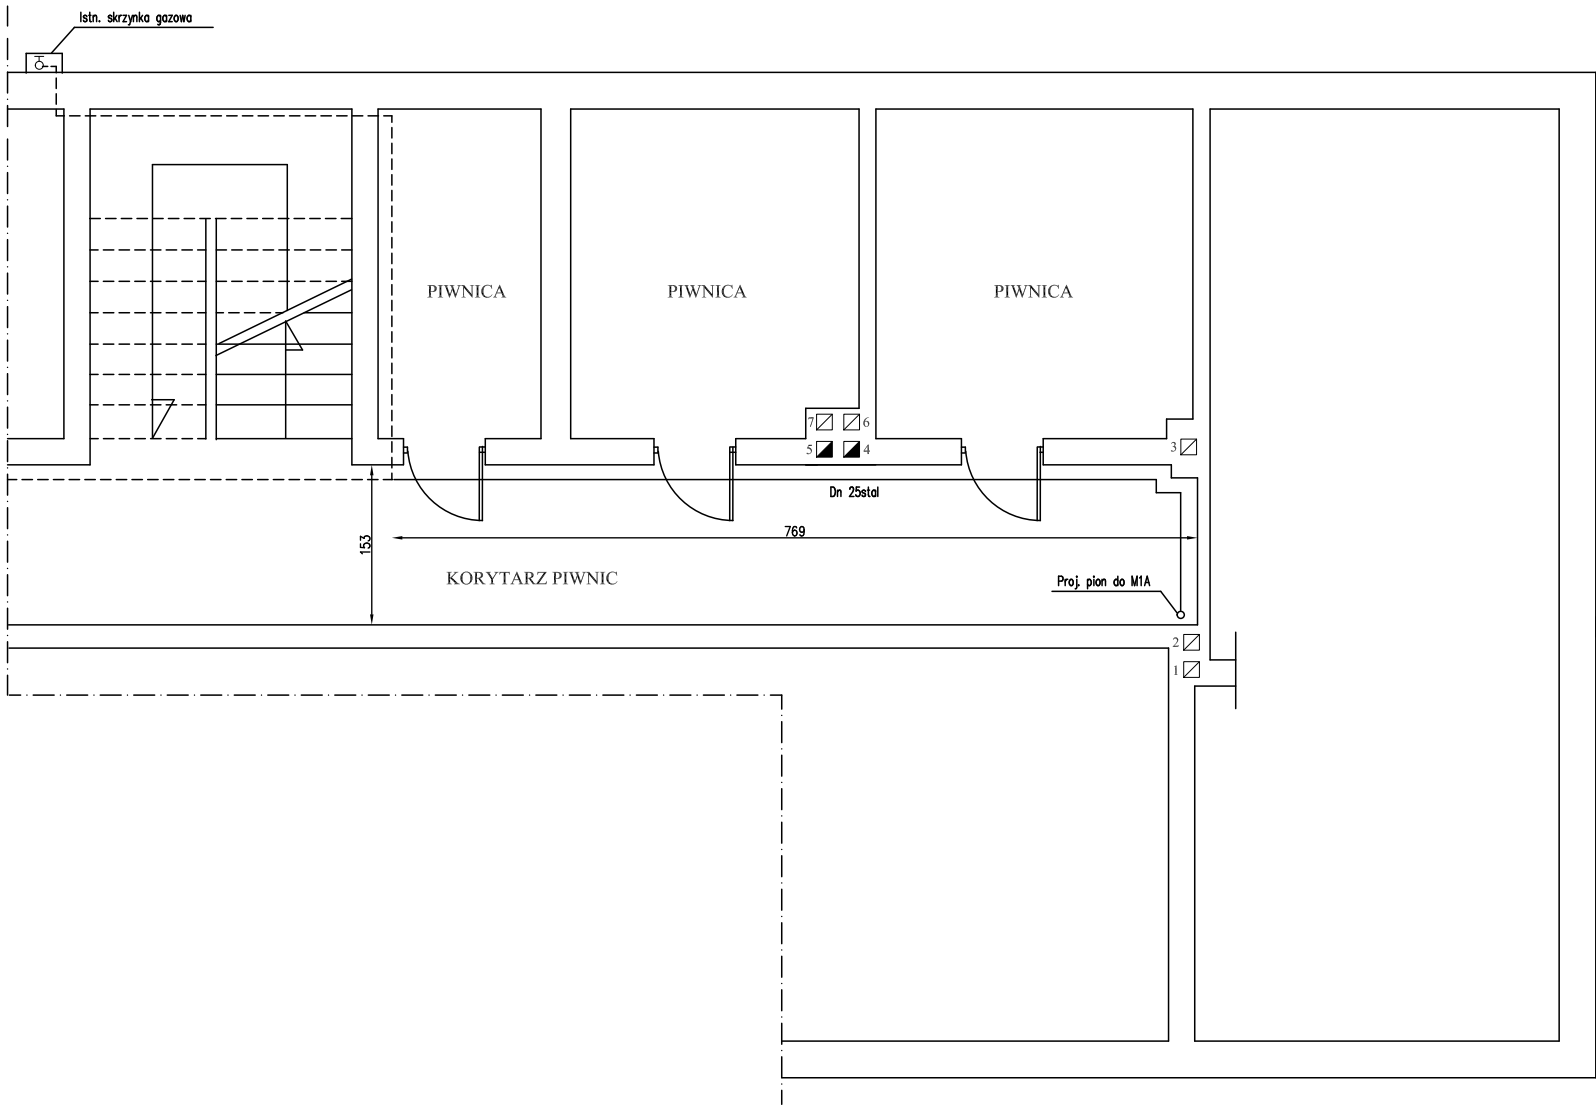 Istn. skrzynka gazowa
PIWNICA
PIWNICA
PIWNICA
7
6
5
4
3
Dn 25stal
769
153
KORYTARZ PIWNIC
Proj. pion do M1A
2
1